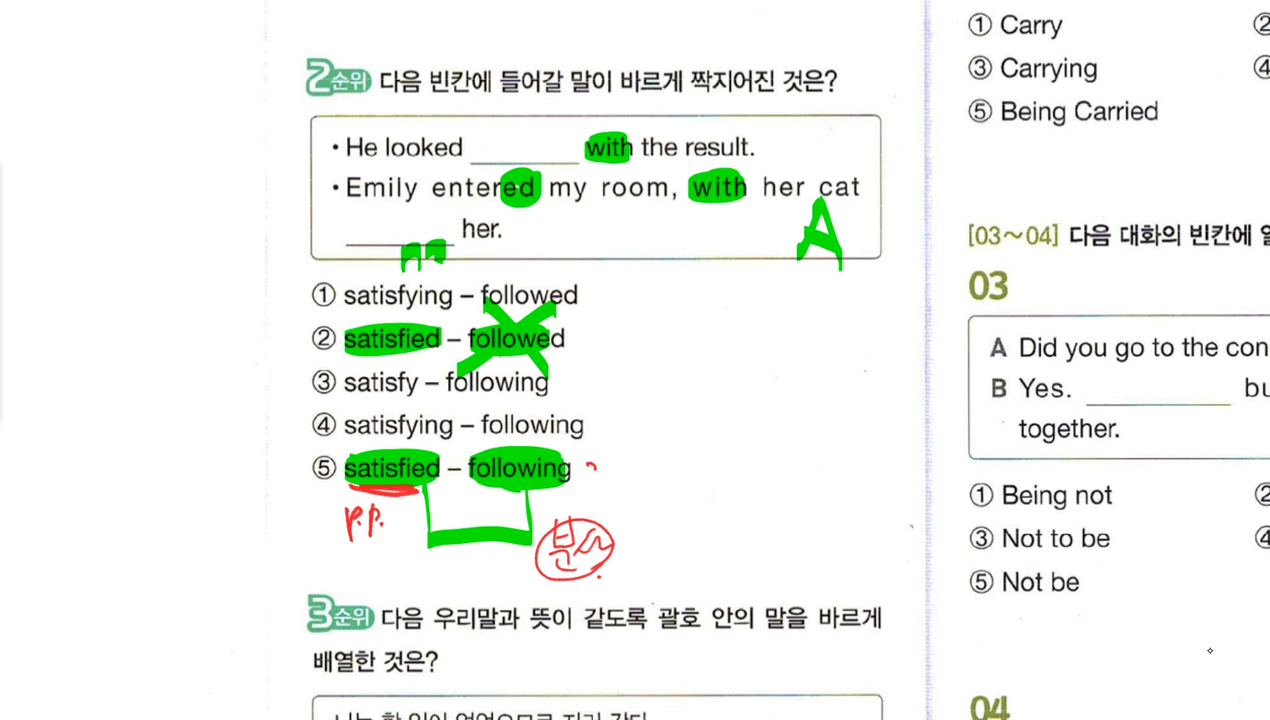 2순위 다음 빈칸에 들어갈 말이 바르게 짝지어진 것은?
• He looked ________ with the result.
• Emily entered my room, with her cat
________ her.
A
① satisfying – followed
② satisfied – followed
③ satisfy – following
④ satisfying – following
⑤ satisfied – following
p.p.
분사
3순위 다음 우리말과 뜻이 같도록 괄호 안의 말을 바르게
배열한 것은?
① Carry
②
③ Carrying
④
⑤ Being Carried
[03~04] 다음 대화의 빈칸에
03
A Did you go to the con
B Yes. ________ bu
together.
① Being not
②
③ Not to be
④
⑤ Not be
04